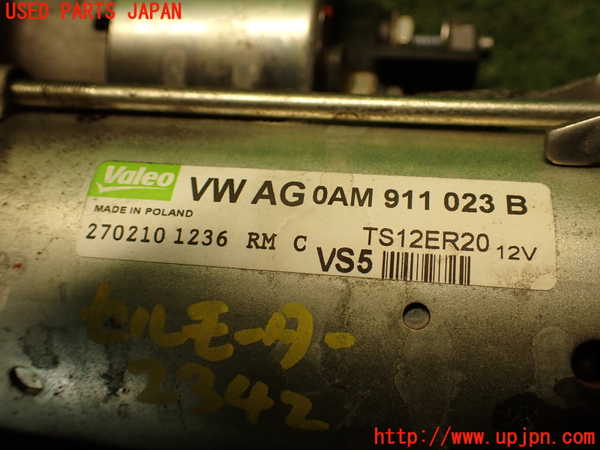 USED PARTS JAPAN
Valeo
VW AG 0AM 911 023 B
MADE IN POLAND
270210 1236 RM C
TS12ER20 12V
VS5
セルモーター
2342
http://www.upjpn.com/